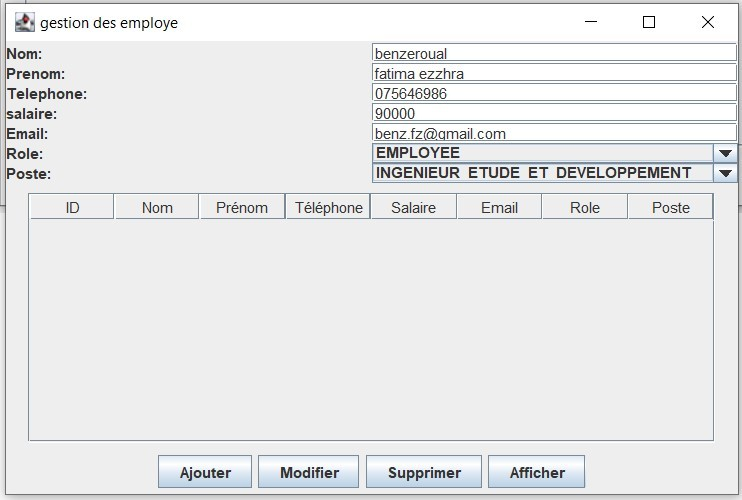 gestion des employe
Nom: benzeroual
Prenom: fatima ezzhra
Telephone: 075646986
salaire: 90000
Email: benz.fz@gmail.com
Role: EMPLOYEE
Poste: INGENIEUR ETUDE ET DEVELOPPEMENT
ID Nom Prénom Téléphone Salaire Email Role Poste
Ajouter Modifier Supprimer Afficher